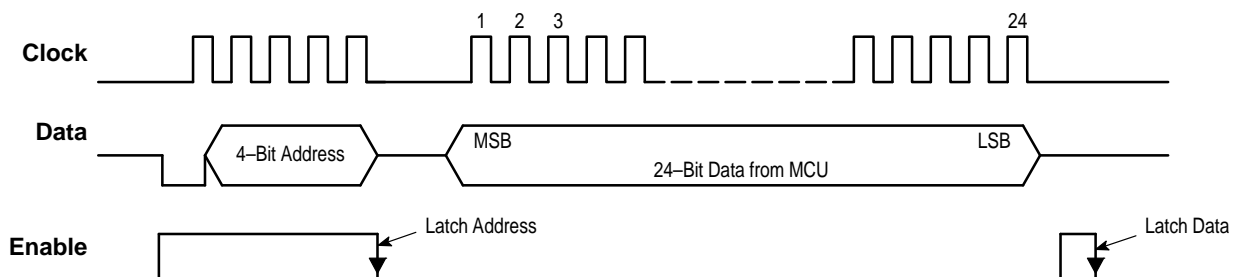 1 2 3 24
Clock
Data
4–Bit Address
MSB
LSB
24–Bit Data from MCU
Latch Address
Latch Data
Enable